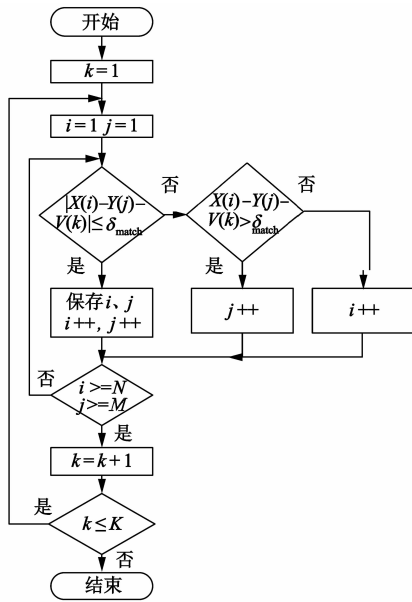 开始
k=1
i=1 j=1
|X(i)–Y(j)–
V(k)|≤δmatch
否
X(i)–Y(j)–
V(k)>δmatch
否
是
是
保存i、j
i++, j++
j++
i++
否
i>=N
j>=M
是
k=k+1
是
k≤K
否
结束